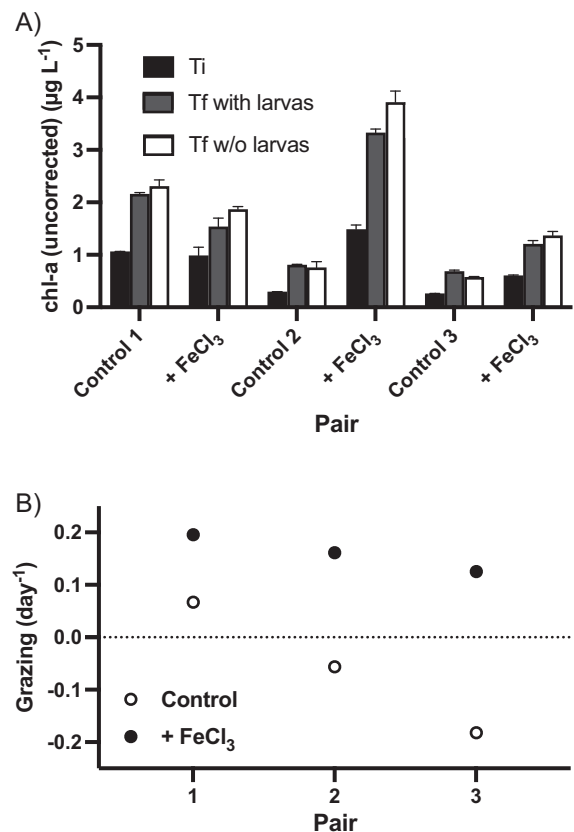 A)
chl-a (uncorrected) (µg L⁻¹)
5
4
3
2
1
0
Ti
Tf with larvas
Tf w/o larvas
Control 1
+ FeCl₃
Control 2
+ FeCl₃
Control 3
+ FeCl₃
Pair
B)
Grazing (day⁻¹)
0.2
0.1
0.0
-0.1
-0.2
Control
+ FeCl₃
1 2 3
Pair